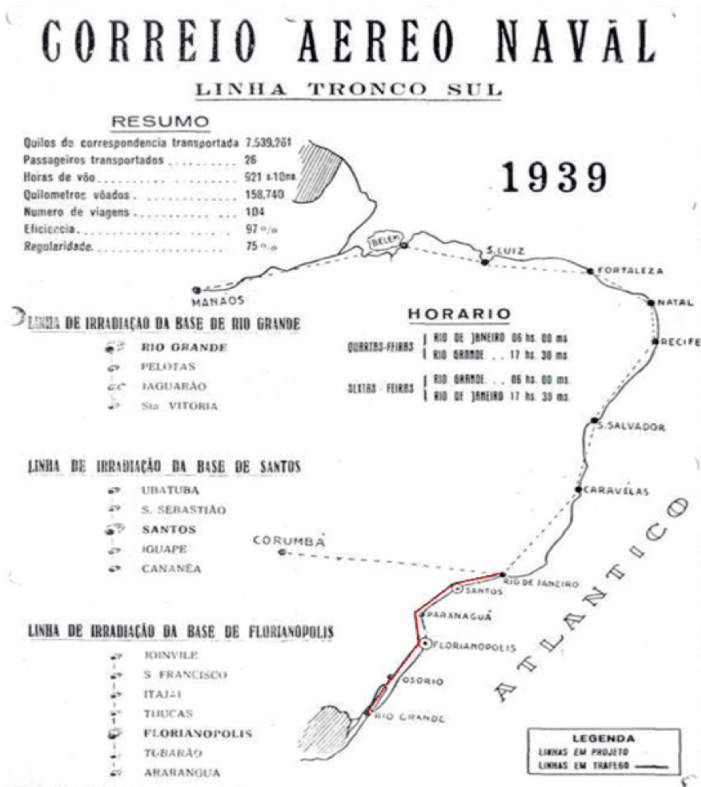 CORREIO AEREO NAVAL
LINHA TRONCO SUL
RESUMO
Quilos de correspondencia transportada 7.539,261
Passageiros transportados . . . . . . . . . . 26
Horas de vôo . . . . . . . . . . . . . . . . . 921 s-10ms.
Quilometros vôados . . . . . . . . . . . . . 158,740
Numero de viagens . . . . . . . . . . . . . 104
Eficiencia . . . . . . . . . . . . . . . . . . . 97 %
Regularidade . . . . . . . . . . . . . . . . . 75 %
1939
BELEM
S. LUIZ
FORTALEZA
MANÁOS
NATAL
RECIFE
LINHA DE IRRADIAÇÃO DA BASE DE RIO GRANDE
RIO GRANDE
PELOTAS
JAGUARÃO
Sta VITORIA
HORARIO
QUARTAS-FEIRAS
RIO DE JANEIRO 06 hs. 00 ms.
RIO GRANDE . . 17 hs. 30 ms.
SEXTAS - FEIRAS
RIO GRANDE . . . 06 hs. 00 ms.
RIO DE JANEIRO 17 hs. 30 ms.
S. SALVADOR
CARAVÉLAS
LINHA DE IRRADIAÇÃO DA BASE DE SANTOS
UBATUBA
S. SEBASTIÃO
SANTOS
IGUAPE
CANANÊA
CORUMBÁ
RIO DE JANEIRO
SANTOS
PARANAGUÁ
FLORIANÓPOLIS
OSORIO
RIO GRANDE
ATLANTICO
LINHA DE IRRADIAÇÃO DA BASE DE FLORIANOPOLIS
JOINVILE
S FRANCISCO
ITAJAI
TIJUCAS
FLORIANOPOLIS
TUBARÃO
ARARANGUA
LEGENDA
LINHAS EM PROJETO
LINHAS EM TRAFEGO